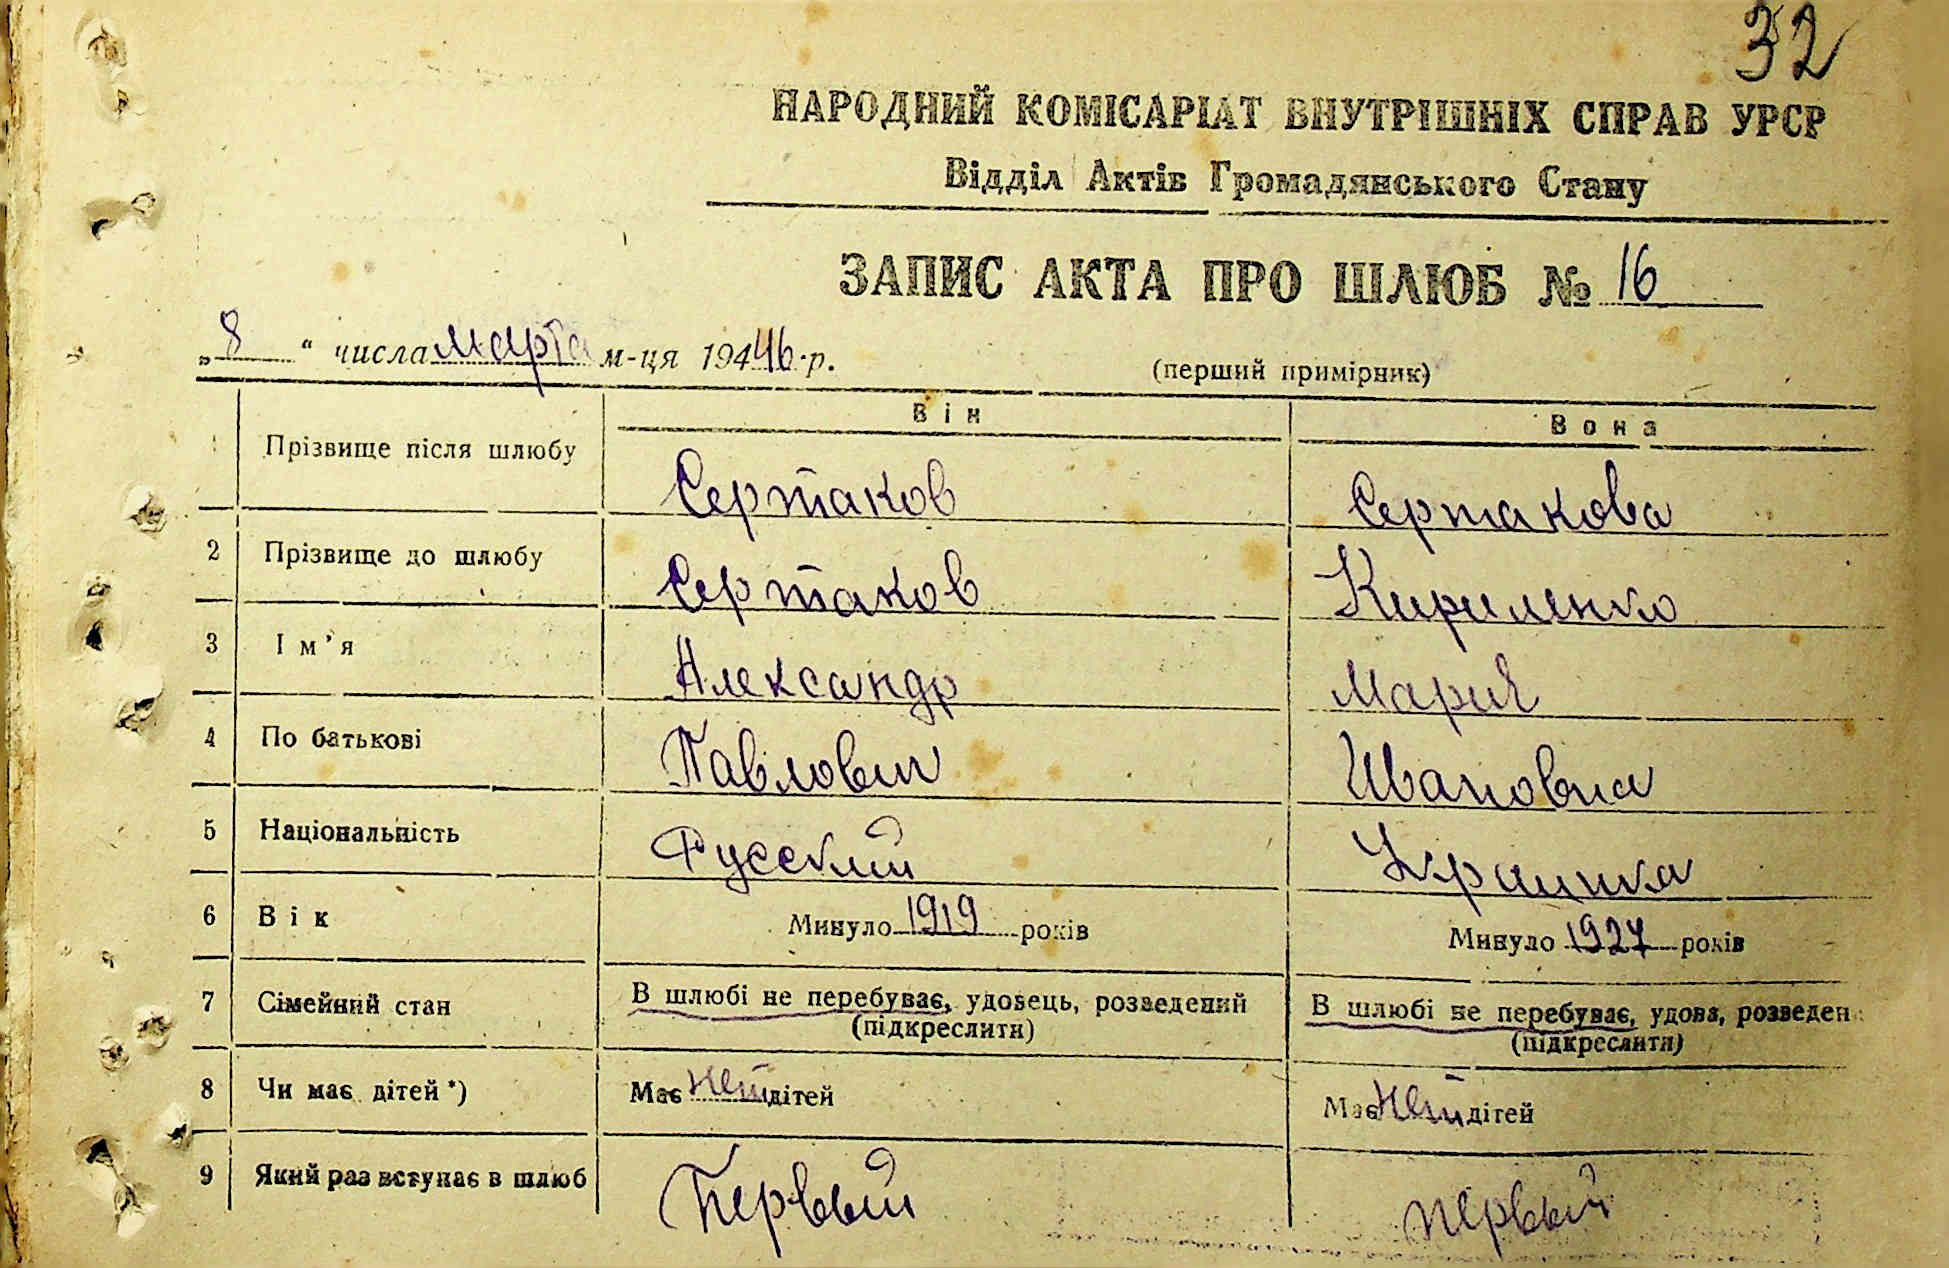 32
НАРОДНИЙ КОМІСАРІАТ ВНУТРІШНІХ СПРАВ УРСР
Відділ Актів Громадянського Стану
ЗАПИС АКТА ПРО ШЛЮБ № 16
„ 8 “ числа марта м-ця 194 46 р.
(перший примірник)
Він Вона
1 Прізвище після шлюбу Сертаков Сертакова
2 Прізвище до шлюбу Сертаков Кириленко
3 Ім’я Александр Мария
4 По батькові Павлович Ивановна
5 Національність Русский Украинка
6 Вік Минуло 1919 років Минуло 1927 років
7 Сімейний стан В шлюбі не перебуває, удовець, розведений В шлюбі не перебуває, удова, розведен
(підкреслити) (підкреслити)
8 Чи має дітей *) Має нет дітей Має нет дітей
9 Який раз вступає в шлюб Первый первый